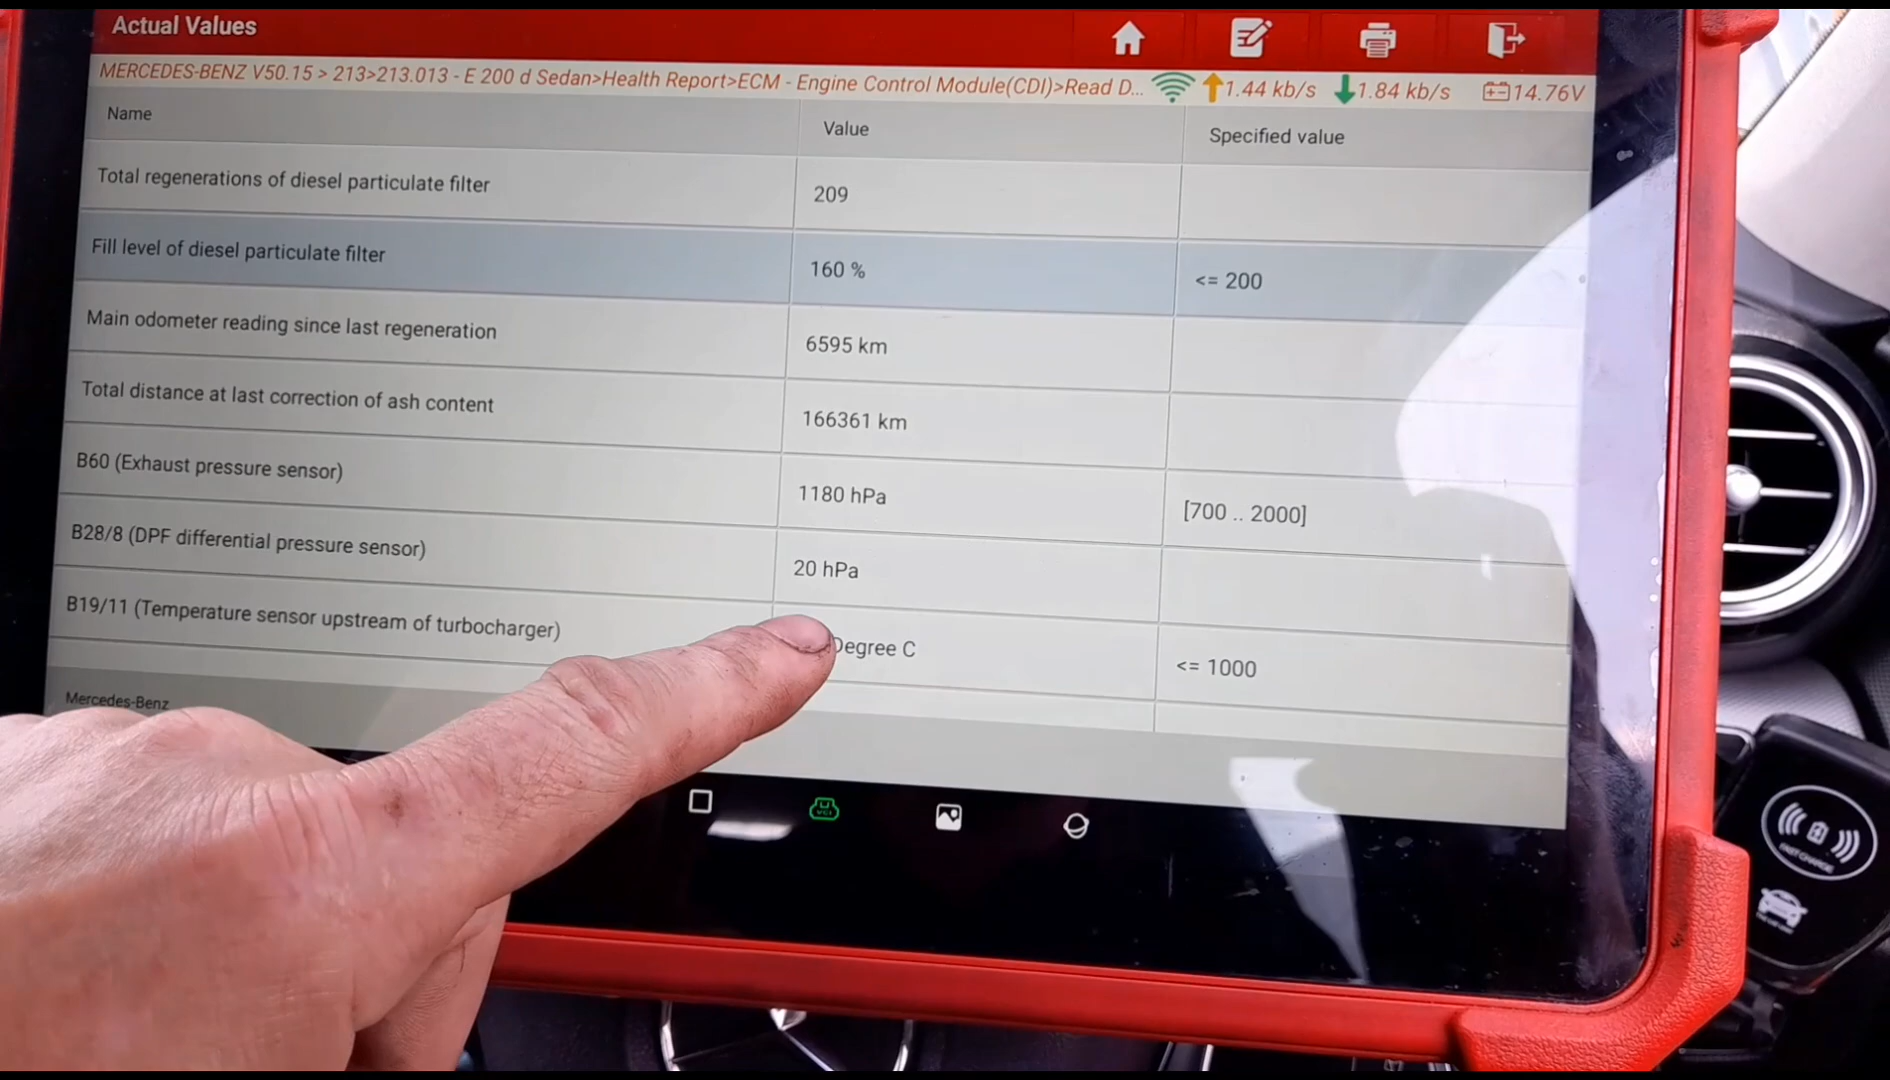 Actual Values
MERCEDES-BENZ V50.15 > 213>213.013 - E 200 d Sedan>Health Report>ECM - Engine Control Module(CDI)>Read D... 1.44 kb/s 1.84 kb/s 14.76V
Name Value Specified value
Total regenerations of diesel particulate filter 209
Fill level of diesel particulate filter 160 % <= 200
Main odometer reading since last regeneration 6595 km
Total distance at last correction of ash content 166361 km
B60 (Exhaust pressure sensor) 1180 hPa [700 .. 2000]
B28/8 (DPF differential pressure sensor) 20 hPa
B19/11 (Temperature sensor upstream of turbocharger) Degree C <= 1000
Mercedes-Benz
VCI
FAST CHARGE